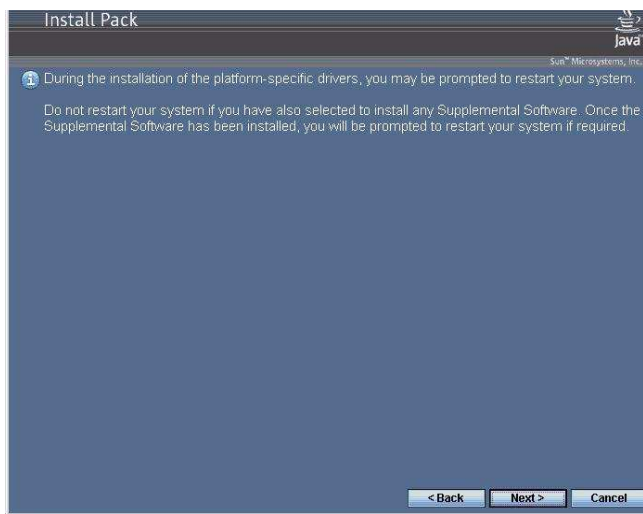 Install Pack
Java
Sun™ Microsystems, Inc.
During the installation of the platform-specific drivers, you may be prompted to restart your system.
Do not restart your system if you have also selected to install any Supplemental Software. Once the
Supplemental Software has been installed, you will be prompted to restart your system if required.
< Back
Next >
Cancel